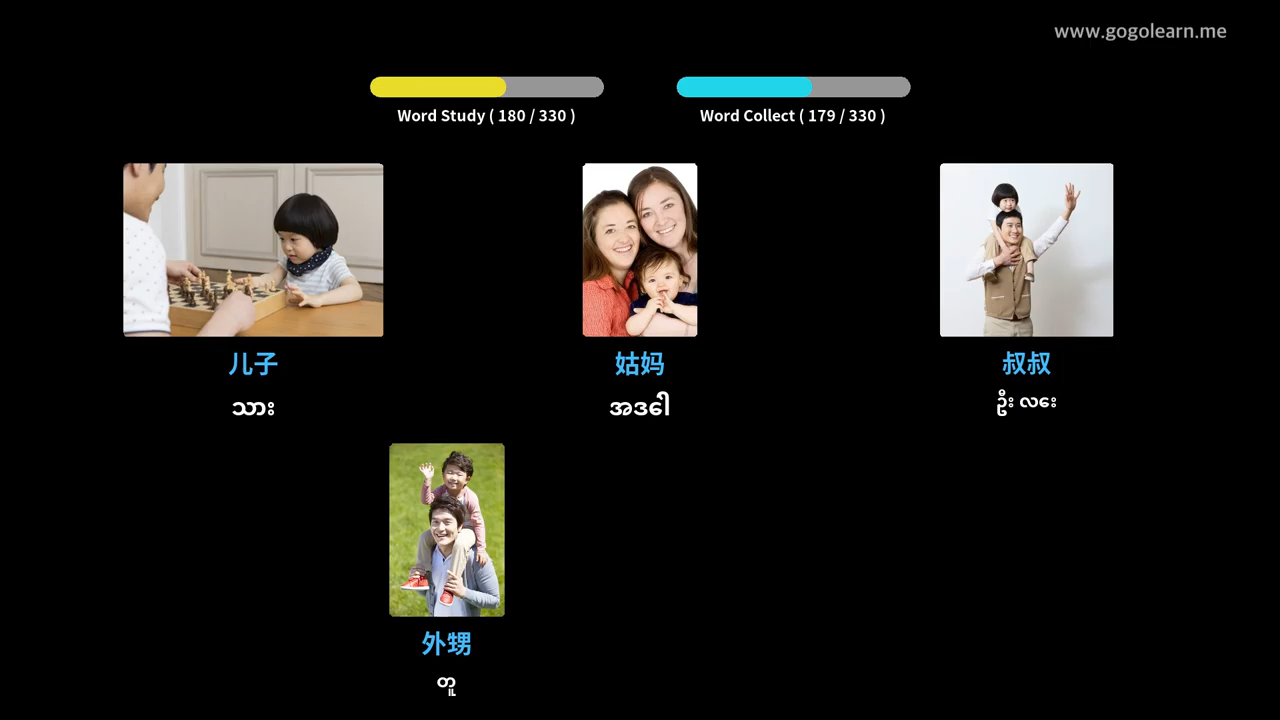 www.gogolearn.me
Word Study ( 180 / 330 )
Word Collect ( 179 / 330 )
儿子
သား
姑妈
အဒေါ်
叔叔
ဦး လေး
外甥
တူ